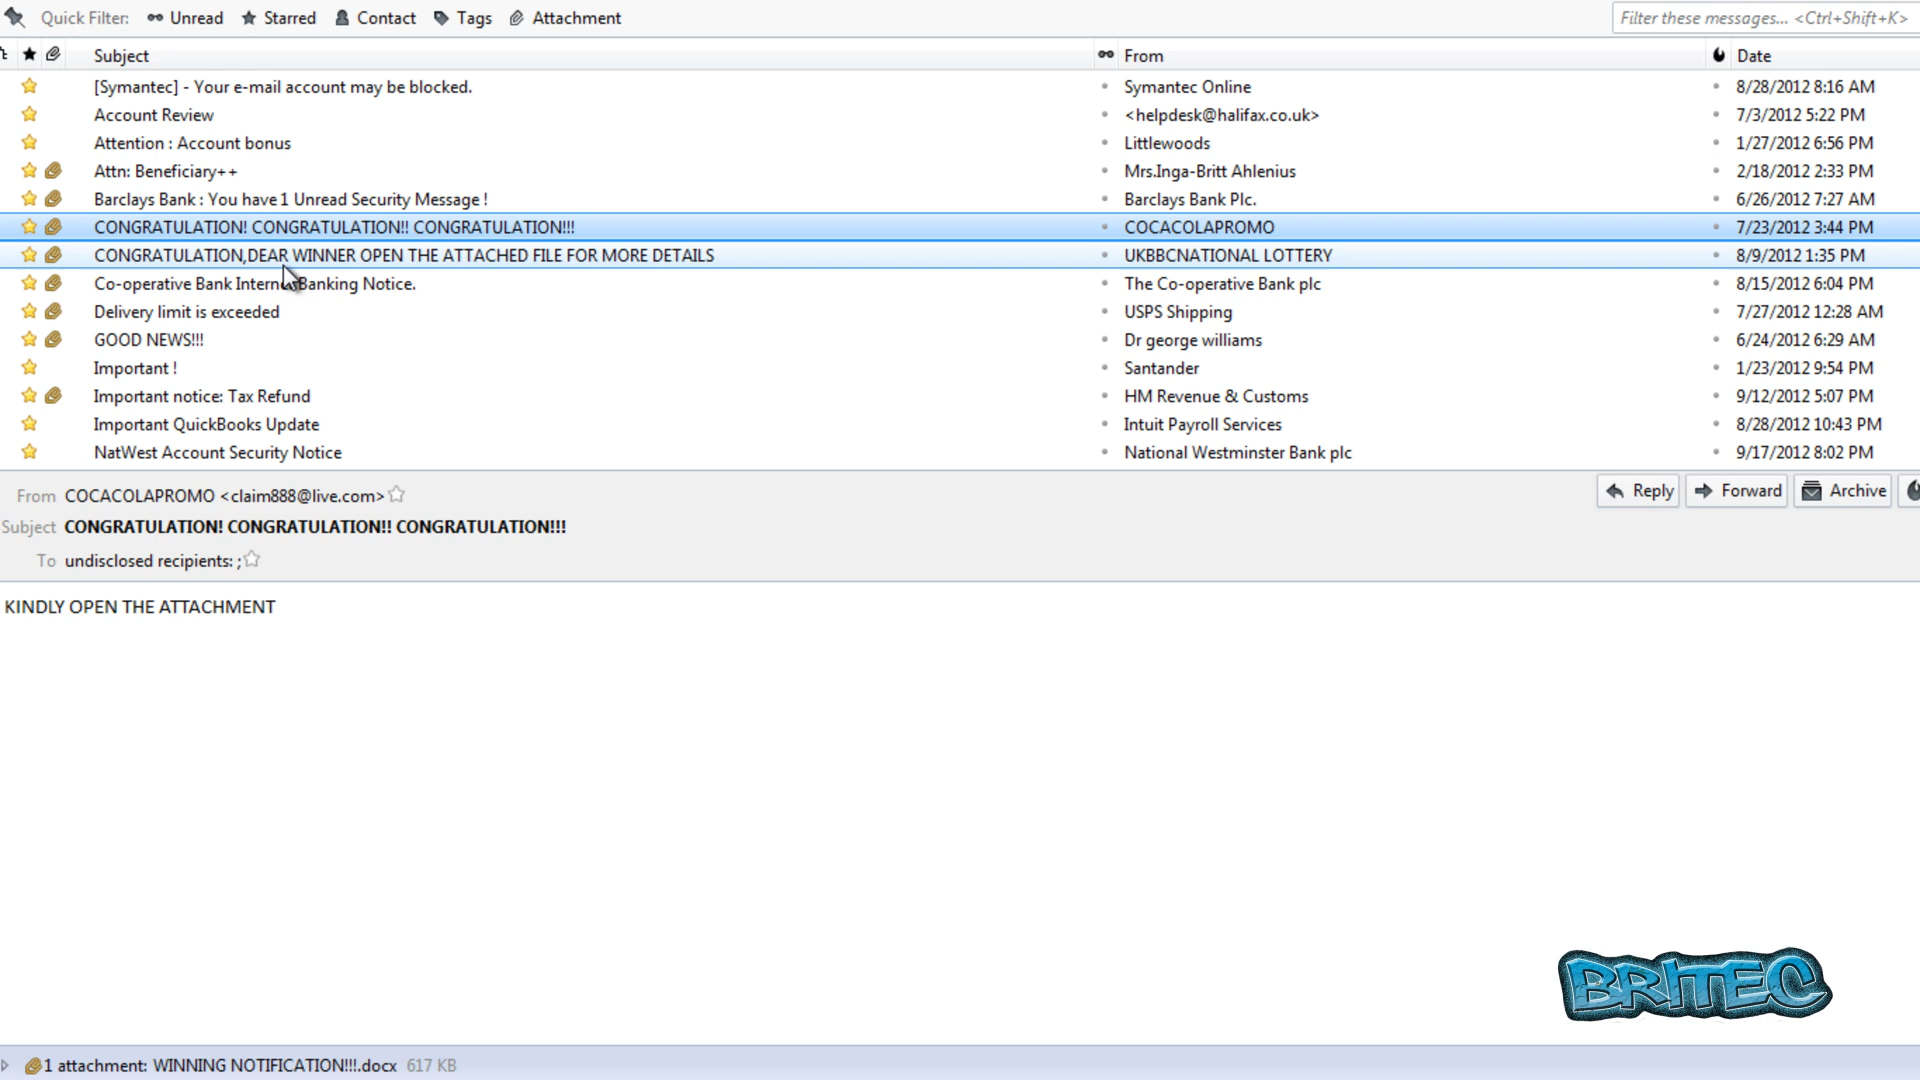 Quick Filter: Unread Starred Contact Tags Attachment Filter these messages... <Ctrl+Shift+K>
Subject From Date
[Symantec] - Your e-mail account may be blocked. Symantec Online 8/28/2012 8:16 AM
Account Review <helpdesk@halifax.co.uk> 7/3/2012 5:22 PM
Attention : Account bonus Littlewoods 1/27/2012 6:56 PM
Attn: Beneficiary++ Mrs.Inga-Britt Ahlenius 2/18/2012 2:33 PM
Barclays Bank : You have 1 Unread Security Message ! Barclays Bank Plc. 6/26/2012 7:27 AM
CONGRATULATION! CONGRATULATION!! CONGRATULATION!!! COCACOLAPROMO 7/23/2012 3:44 PM
CONGRATULATION,DEAR WINNER OPEN THE ATTACHED FILE FOR MORE DETAILS UKBBCNATIONAL LOTTERY 8/9/2012 1:35 PM
Co-operative Bank Internet Banking Notice. The Co-operative Bank plc 8/15/2012 6:04 PM
Delivery limit is exceeded USPS Shipping 7/27/2012 12:28 AM
GOOD NEWS!!! Dr george williams 6/24/2012 6:29 AM
Important ! Santander 1/23/2012 9:54 PM
Important notice: Tax Refund HM Revenue & Customs 9/12/2012 5:07 PM
Important QuickBooks Update Intuit Payroll Services 8/28/2012 10:43 PM
NatWest Account Security Notice National Westminster Bank plc 9/17/2012 8:02 PM
From COCACOLAPROMO <claim888@live.com> Reply Forward Archive
Subject CONGRATULATION! CONGRATULATION!! CONGRATULATION!!!
To undisclosed recipients: ;
KINDLY OPEN THE ATTACHMENT
BRITEC
1 attachment: WINNING NOTIFICATION!!!.docx 617 KB